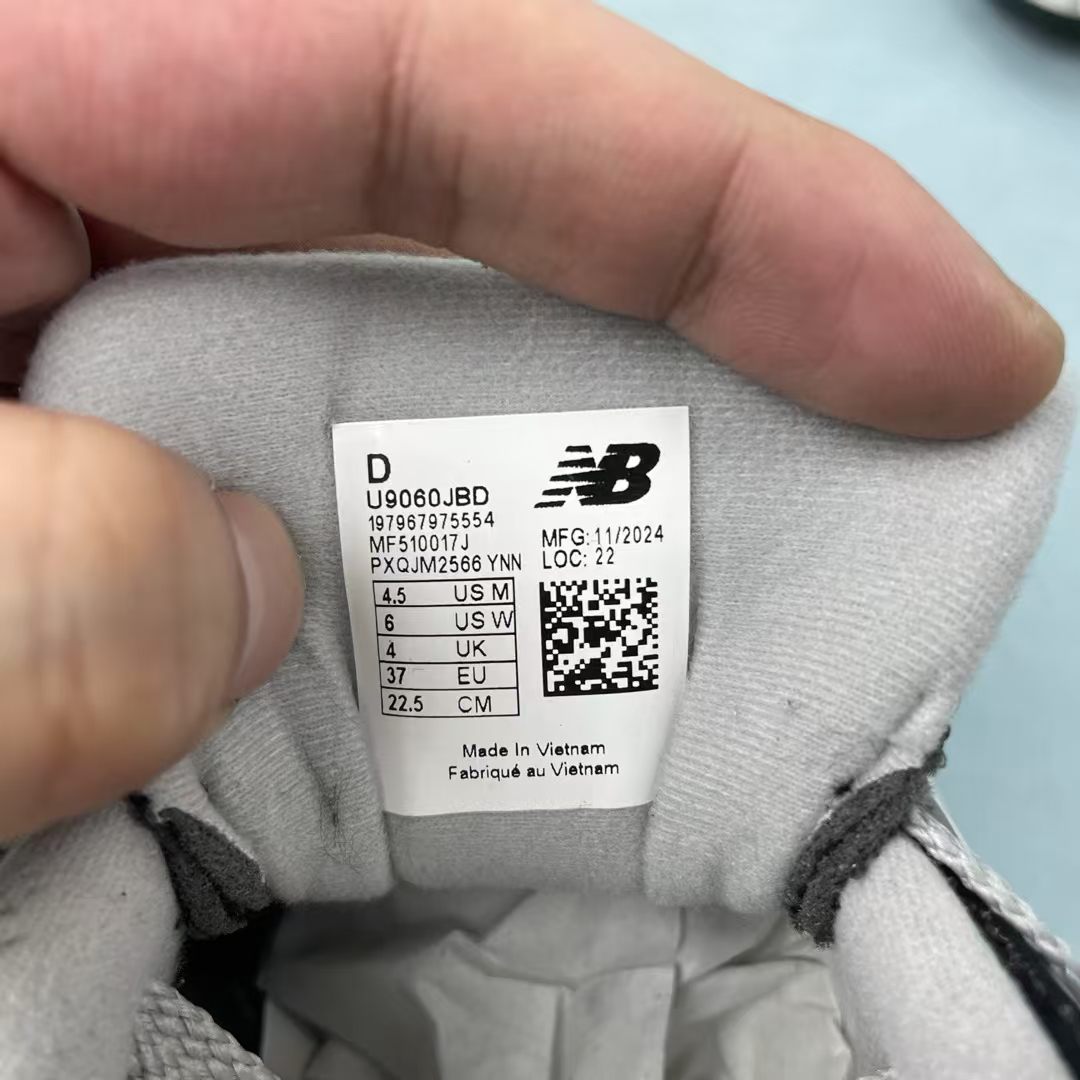 D
NB
U9060JBD
197967975554
MF510017J
PXQJM2566 YNN
MFG: 11/2024
LOC: 22
4.5 US M
6 US W
4 UK
37 EU
22.5 CM
Made In Vietnam
Fabriqué au Vietnam